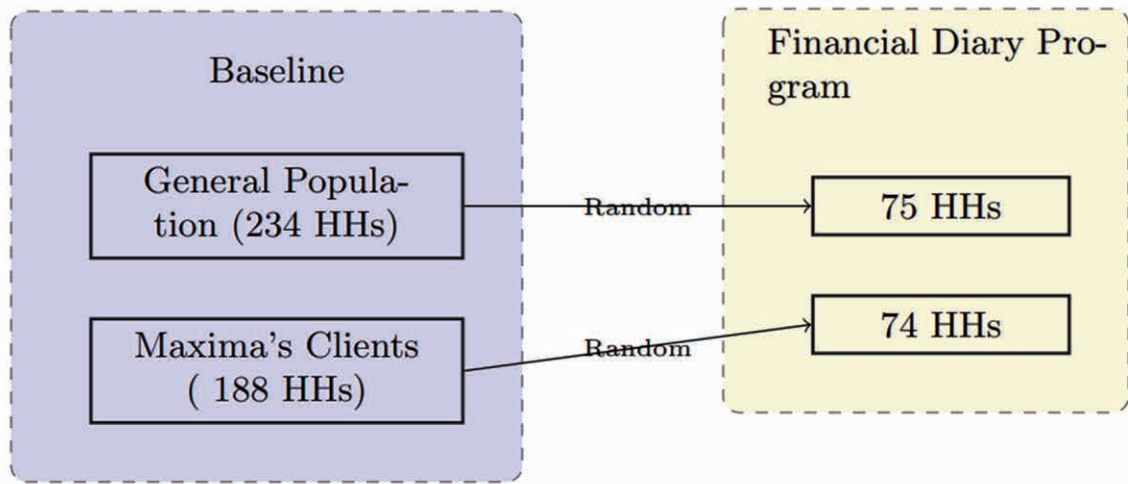 Baseline
General Popula-
tion (234 HHs)
Maxima's Clients
( 188 HHs)
Random
Random
Financial Diary Pro-
gram
75 HHs
74 HHs